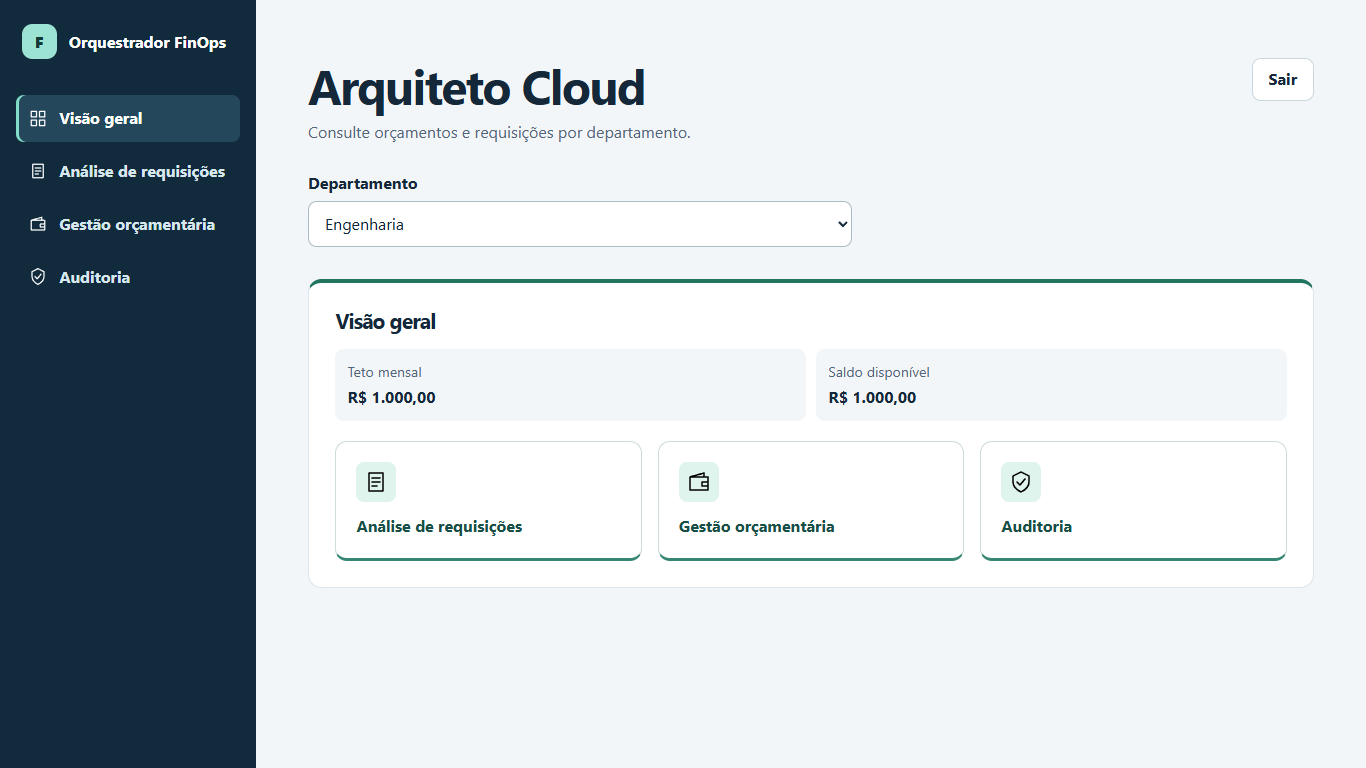 F
Orquestrador FinOps
Visão geral
Análise de requisições
Gestão orçamentária
Auditoria
Arquiteto Cloud
Sair
Consulte orçamentos e requisições por departamento.
Departamento
Engenharia
Visão geral
Teto mensal
R$ 1.000,00
Saldo disponível
R$ 1.000,00
Análise de requisições
Gestão orçamentária
Auditoria